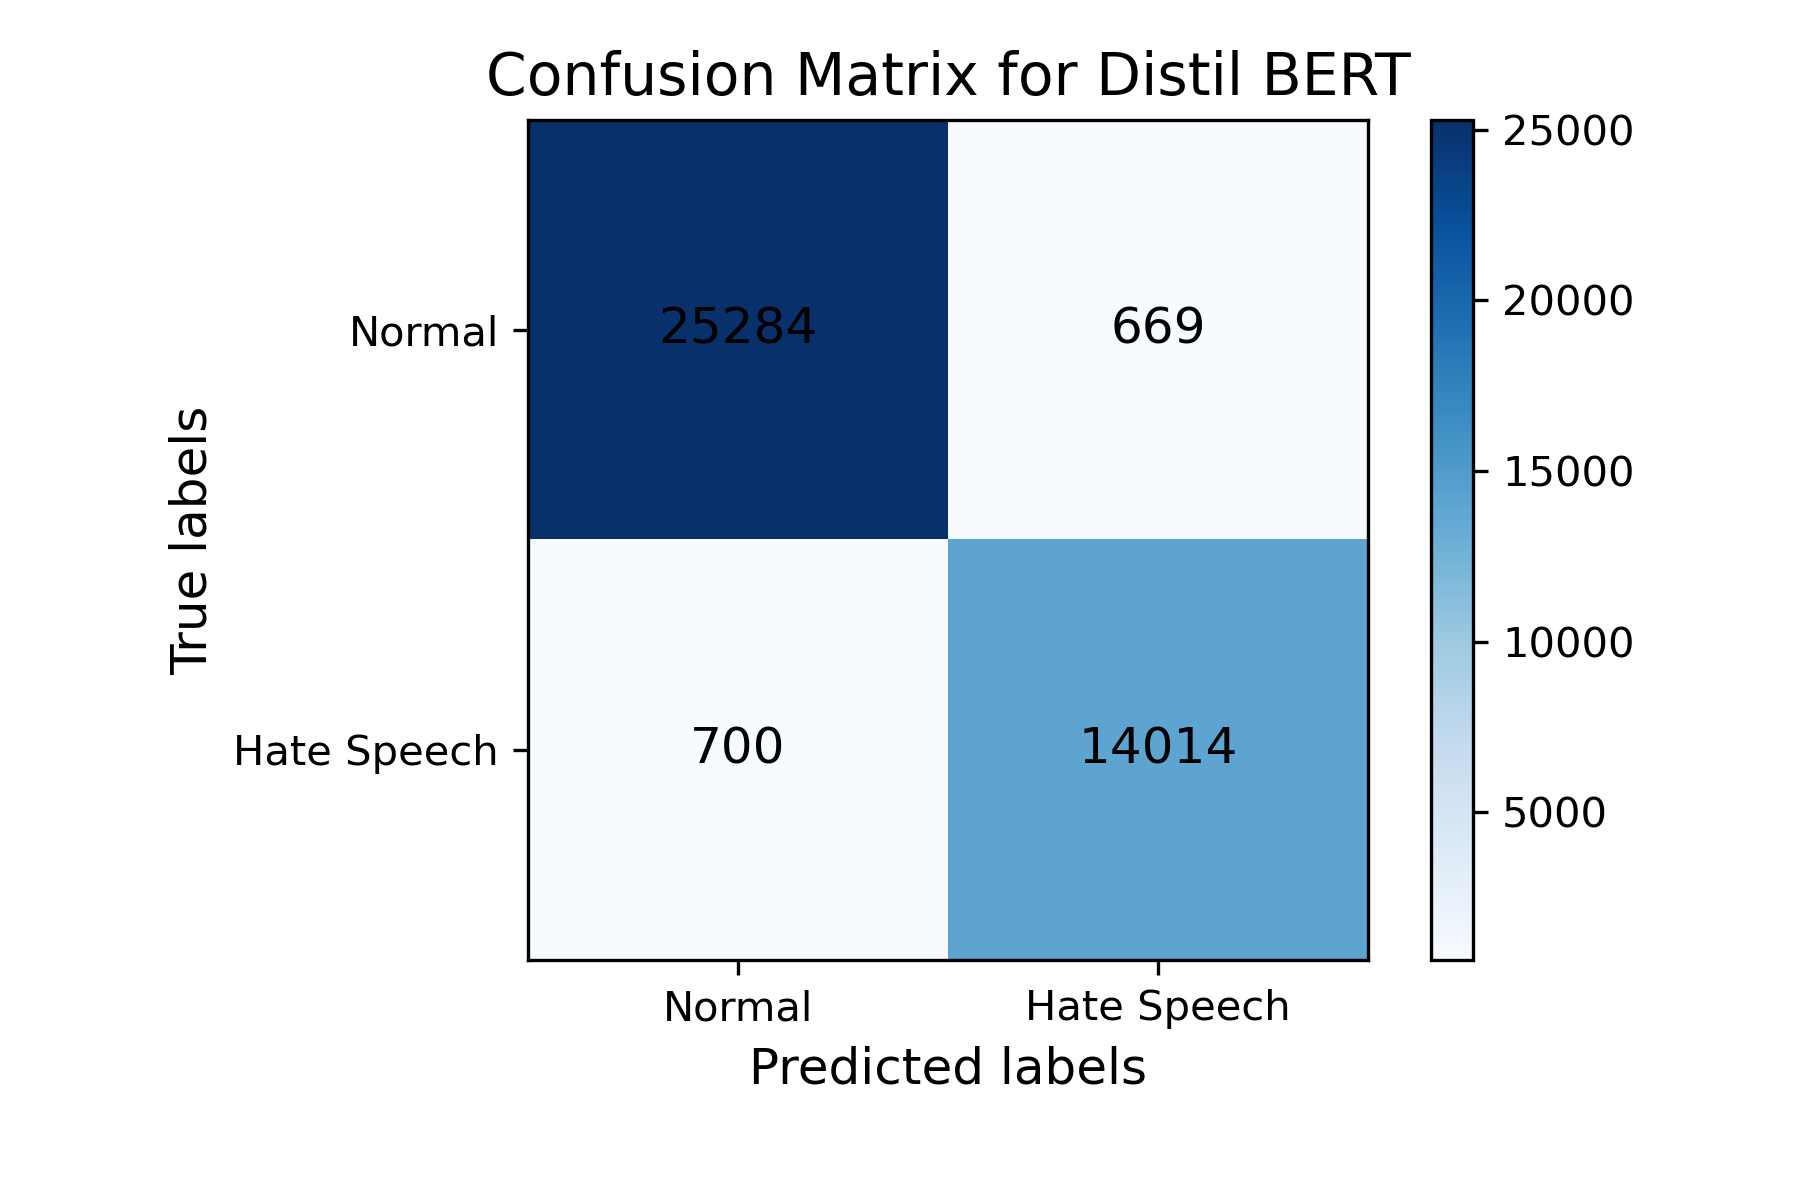 Confusion Matrix for Distil BERT
25000
20000
15000
10000
5000
True labels
Normal
25284 669
Hate Speech
700 14014
Normal Hate Speech
Predicted labels